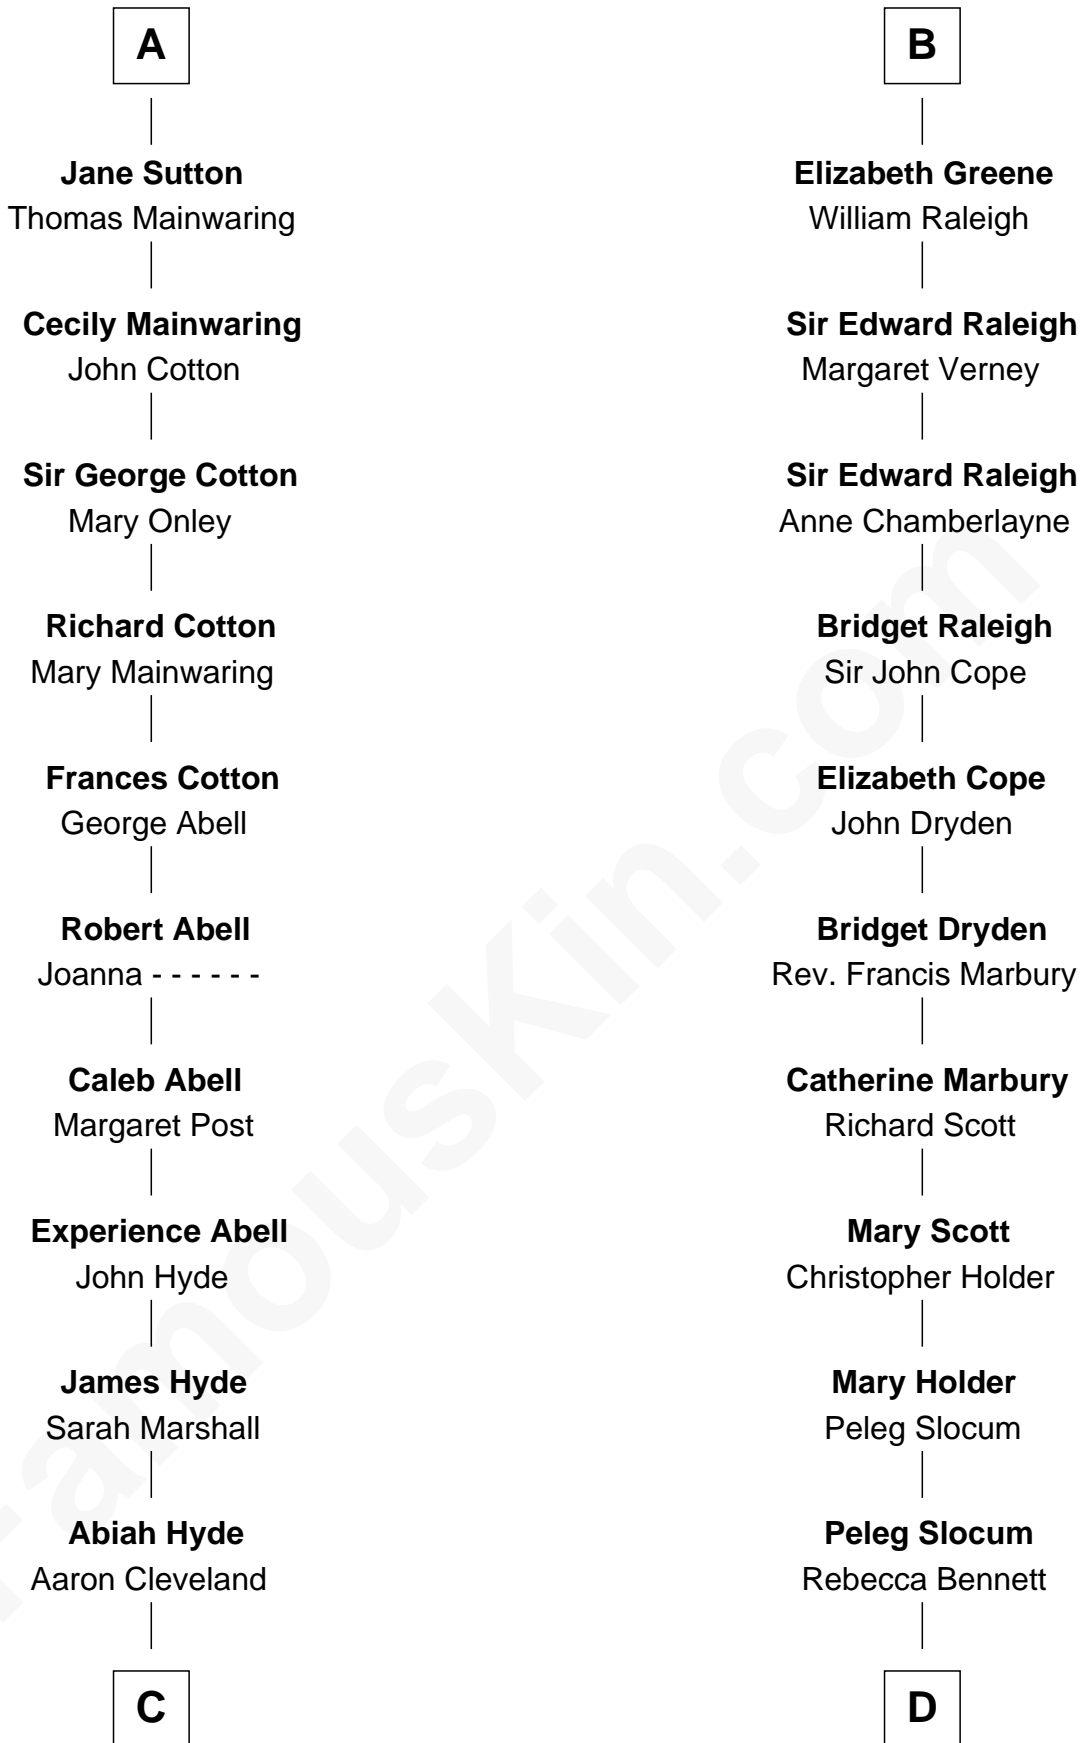 A
Jane Sutton
Thomas Mainwaring
Cecily Mainwaring
John Cotton
Sir George Cotton
Mary Onley
Richard Cotton
Mary Mainwaring
Frances Cotton
George Abell
Robert Abell
Joanna - - - - - -
Caleb Abell
Margaret Post
Experience Abell
John Hyde
James Hyde
Sarah Marshall
Abiah Hyde
Aaron Cleveland
C
B
Elizabeth Greene
William Raleigh
Sir Edward Raleigh
Margaret Verney
Sir Edward Raleigh
Anne Chamberlayne
Bridget Raleigh
Sir John Cope
Elizabeth Cope
John Dryden
Bridget Dryden
Rev. Francis Marbury
Catherine Marbury
Richard Scott
Mary Scott
Christopher Holder
Mary Holder
Peleg Slocum
Peleg Slocum
Rebecca Bennett
D
FamousKin.com